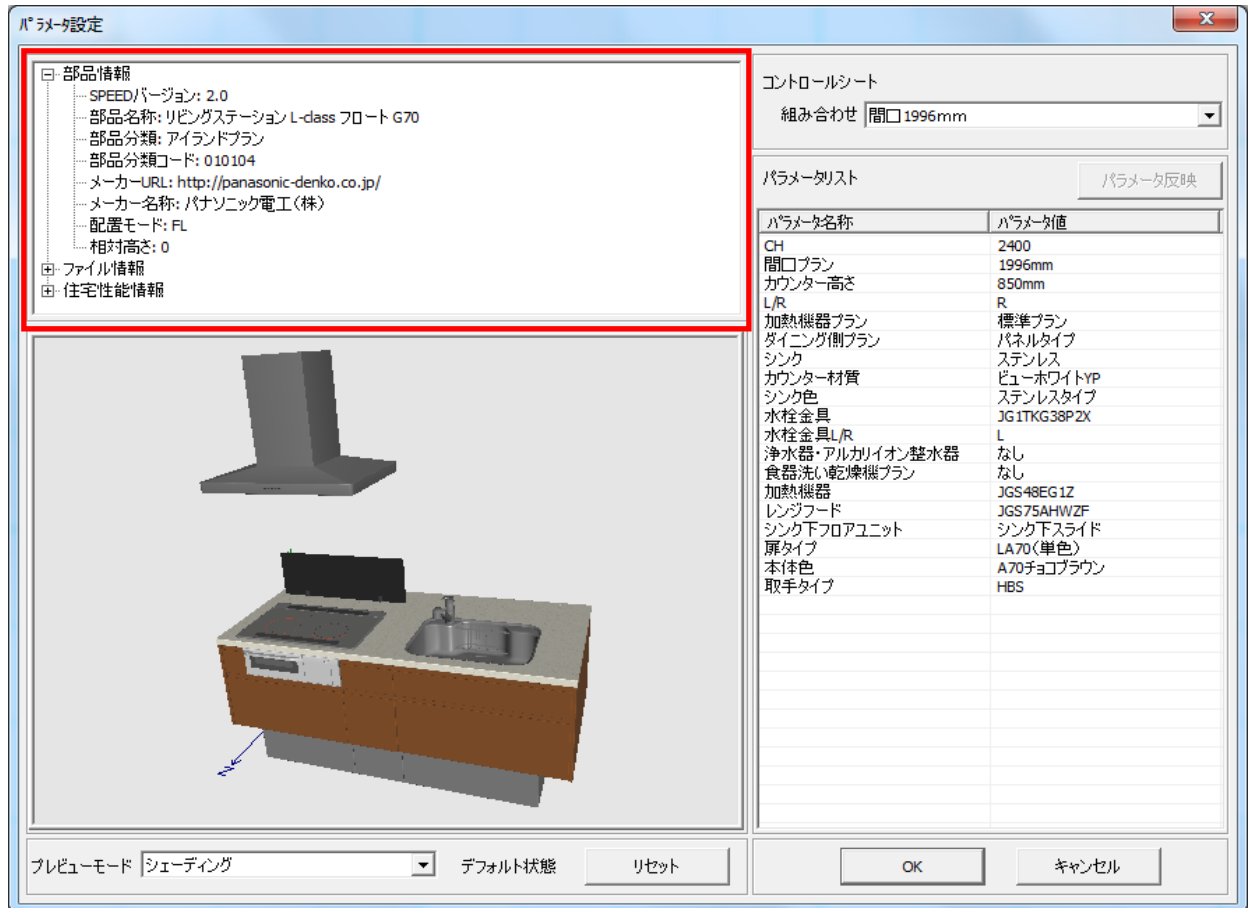 パラメータ設定
部品情報
SPEEDバージョン: 2.0
部品名称: リビングステーション L-class フロート G70
部品分類: アイランドプラン
部品分類コード: 010104
メーカーURL: http://panasonic-denko.co.jp/
メーカー名称: パナソニック電工(株)
配置モード: FL
相対高さ: 0
ファイル情報
住宅性能情報
コントロールシート
組み合わせ 間口1996mm
パラメータリスト パラメータ反映
パラメータ名称 パラメータ値
CH 2400
間口プラン 1996mm
カウンター高さ 850mm
L/R R
加熱機器プラン 標準プラン
ダイニング側プラン パネルタイプ
シンク ステンレス
カウンター材質 ビューホワイトYP
シンク色 ステンレスタイプ
水栓金具 JG1TKG38P2X
水栓金具L/R L
浄水器・アルカリイオン整水器 なし
食器洗い乾燥機プラン なし
加熱機器 JGS48EG1Z
レンジフード JGS75AHWZF
シンク下フロアユニット シンク下スライド
扉タイプ LA70(単色)
本体色 A70チョコブラウン
取手タイプ HBS
プレビューモード シェーディング デフォルト状態 リセット
OK キャンセル